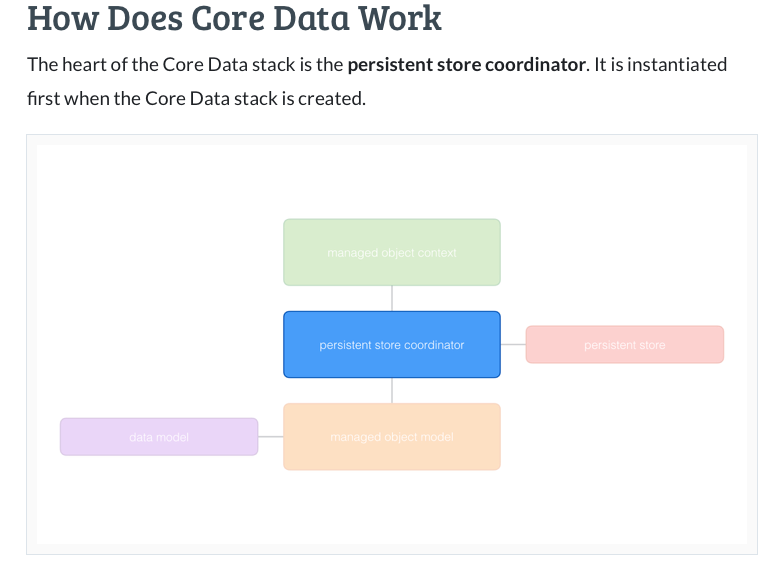 How Does Core Data Work
The heart of the Core Data stack is the persistent store coordinator. It is instantiated
first when the Core Data stack is created.
managed object context
persistent store coordinator
persistent store
data model
managed object model